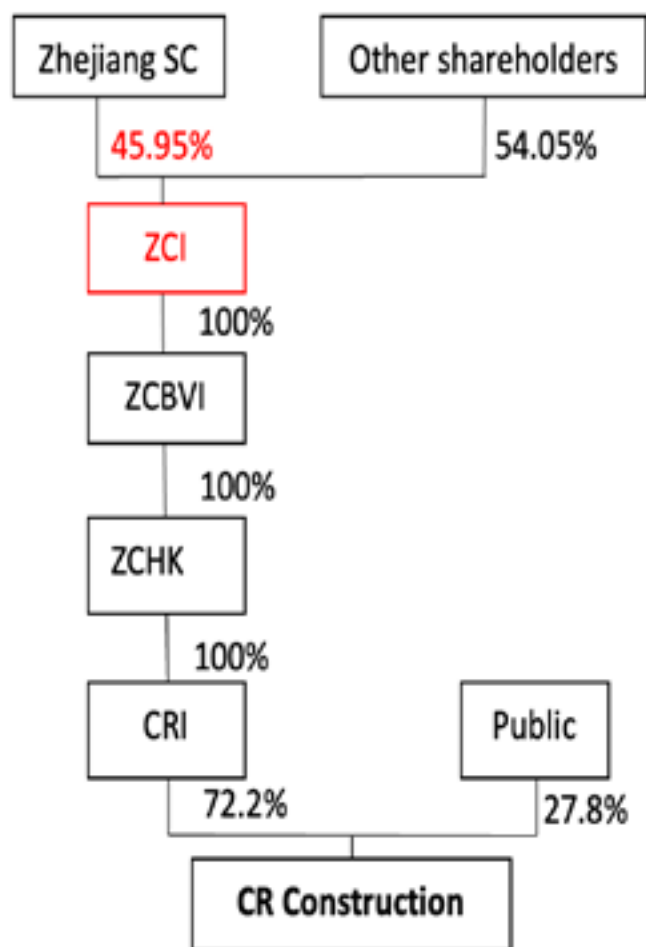 Zhejiang SC
Other shareholders
45.95%
54.05%
ZCI
100%
ZCBVI
100%
ZCHK
100%
CRI
Public
72.2%
27.8%
CR Construction